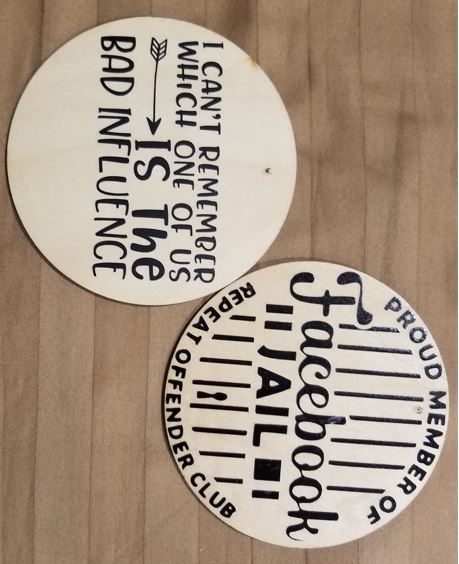 I CAN'T REMEMBER
WHICH ONE OF US
IS The
BAD INFLUENCE
PROUD MEMBER OF
Facebook
JAIL
REPEAT OFFENDER CLUB